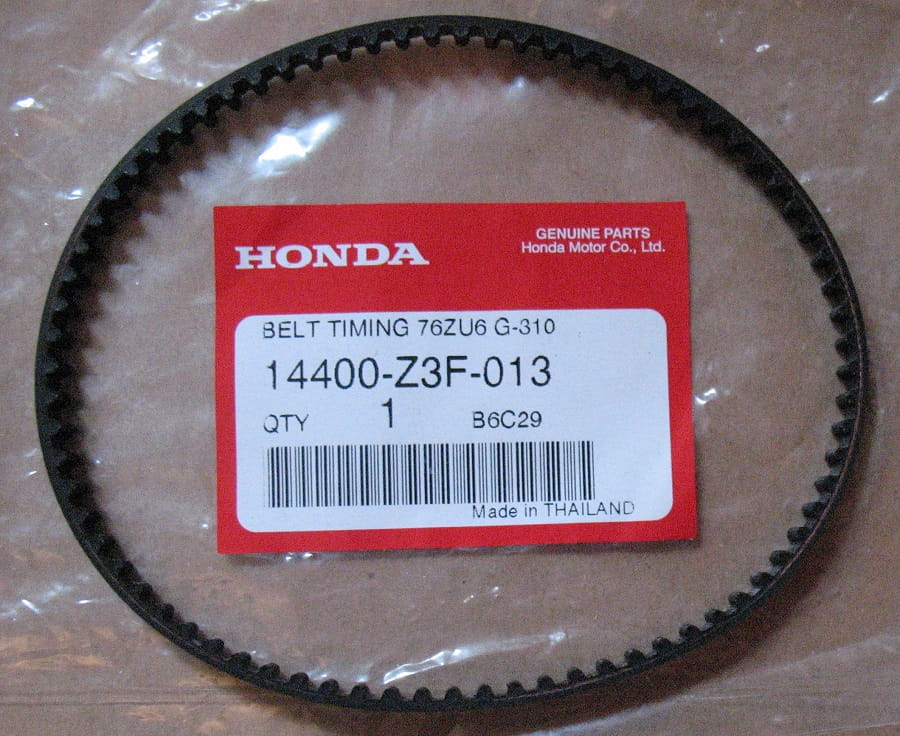 HONDA
GENUINE PARTS
Honda Motor Co., Ltd.
BELT TIMING 76ZU6 G-310
14400-Z3F-013
QTY 1 B6C29
Made in THAILAND